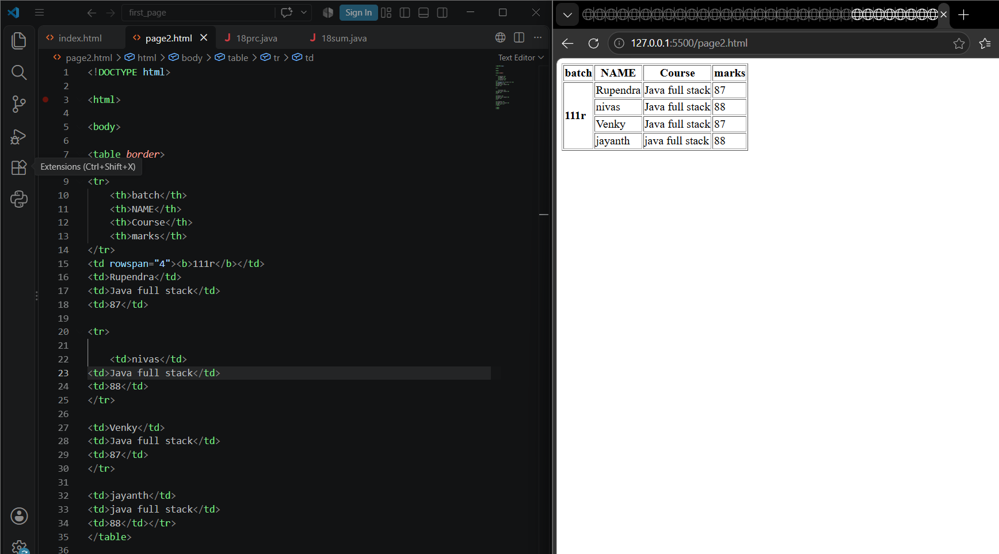 first_page
Sign In
index.html
page2.html
18prc.java
18sum.java
page2.html > html > body > table > tr > td
Text Editor
1 <!DOCTYPE html>
2
3 <html>
4
5 <body>
6
7 <table border>
Extensions (Ctrl+Shift+X)
9 <tr>
10     <th>batch</th>
11     <th>NAME</th>
12     <th>Course</th>
13     <th>marks</th>
14 </tr>
15 <td rowspan="4"><b>111r</b></td>
16 <td>Rupendra</td>
17 <td>Java full stack</td>
18 <td>87</td>
19
20 <tr>
21
22     <td>nivas</td>
23 <td>Java full stack</td>
24 <td>88</td>
25 </tr>
26
27 <td>Venky</td>
28 <td>Java full stack</td>
29 <td>87</td>
30 </tr>
31
32 <td>jayanth</td>
33 <td>java full stack</td>
34 <td>88</td></tr>
35 </table>
36
127.0.0.1:5500/page2.html
batch NAME Course marks
111r Rupendra Java full stack 87
nivas Java full stack 88
Venky Java full stack 87
jayanth java full stack 88